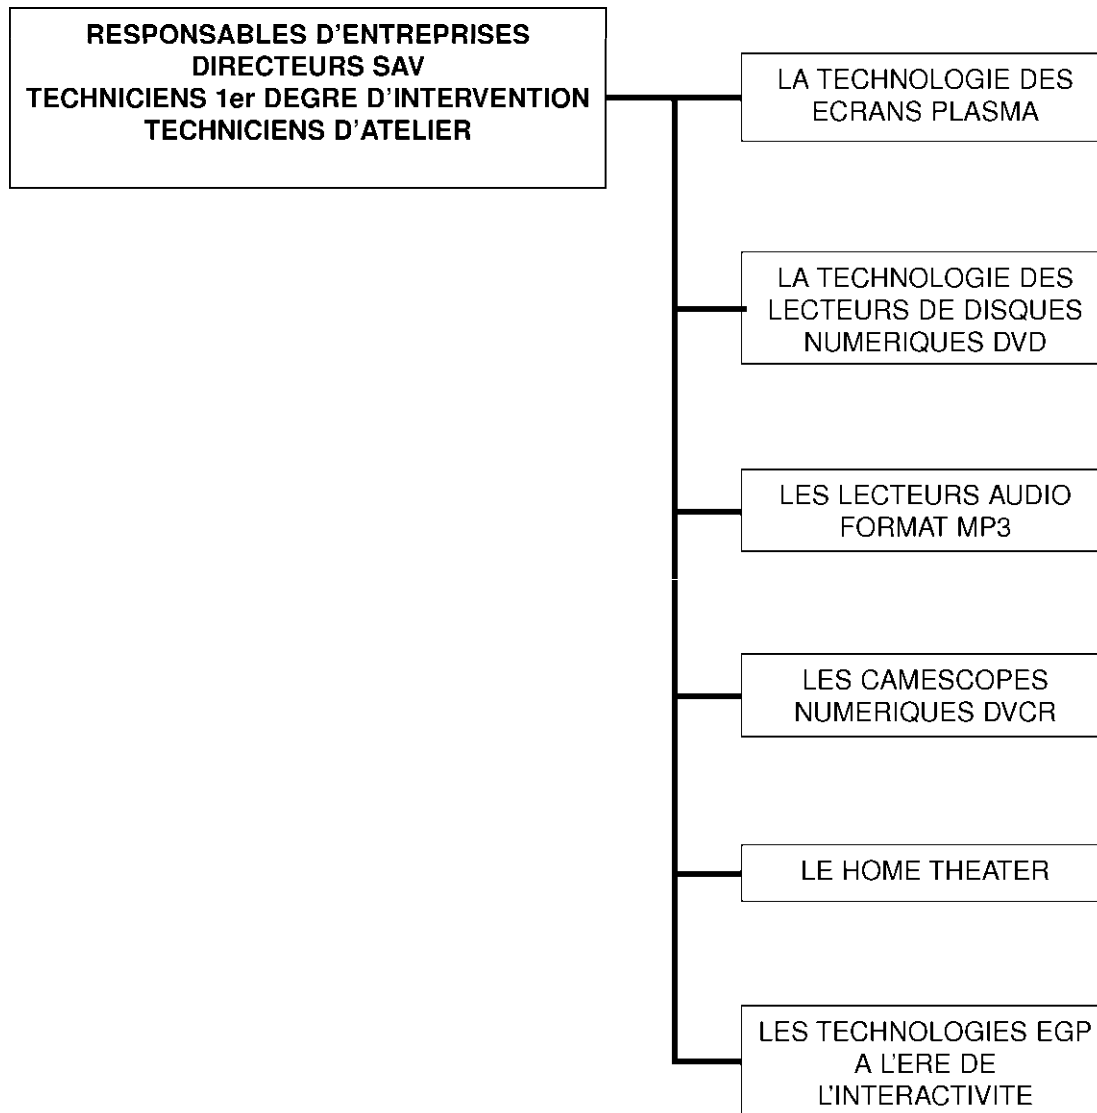 RESPONSABLES D'ENTREPRISES
DIRECTEURS SAV
TECHNICIENS 1er DEGRE D'INTERVENTION
TECHNICIENS D'ATELIER
LA TECHNOLOGIE DES
ECRANS PLASMA
LA TECHNOLOGIE DES
LECTEURS DE DISQUES
NUMERIQUES DVD
LES LECTEURS AUDIO
FORMAT MP3
LES CAMESCOPES
NUMERIQUES DVCR
LE HOME THEATER
LES TECHNOLOGIES EGP
A L'ERE DE
L'INTERACTIVITE